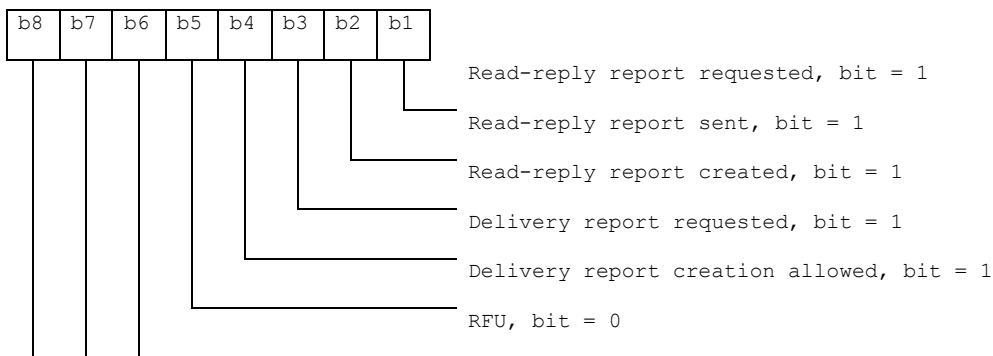 b8 b7 b6 b5 b4 b3 b2 b1
Read-reply report requested, bit = 1
Read-reply report sent, bit = 1
Read-reply report created, bit = 1
Delivery report requested, bit = 1
Delivery report creation allowed, bit = 1
RFU, bit = 0